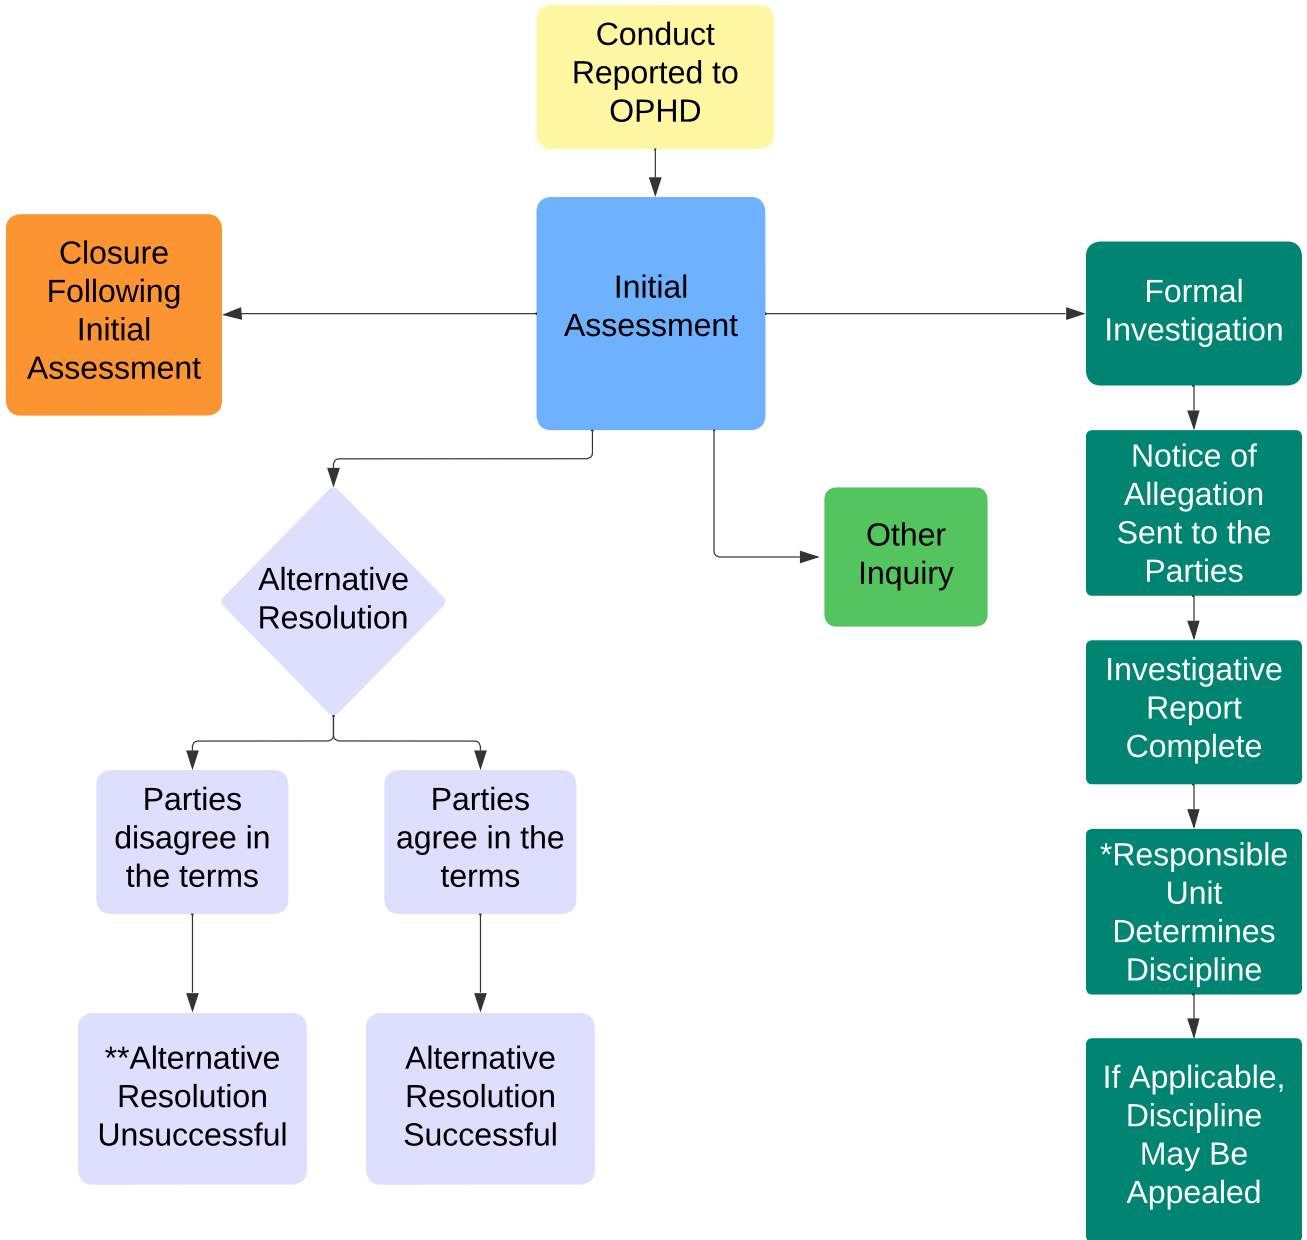 Conduct
Reported to
OPHD
Closure
Following
Initial
Assessment
Initial
Assessment
Formal
Investigation
Notice of
Allegation
Sent to the
Parties
Other
Inquiry
Alternative
Resolution
Investigative
Report
Complete
Parties
disagree in
the terms
Parties
agree in the
terms
*Responsible
Unit
Determines
Discipline
**Alternative
Resolution
Unsuccessful
Alternative
Resolution
Successful
If Applicable,
Discipline
May Be
Appealed